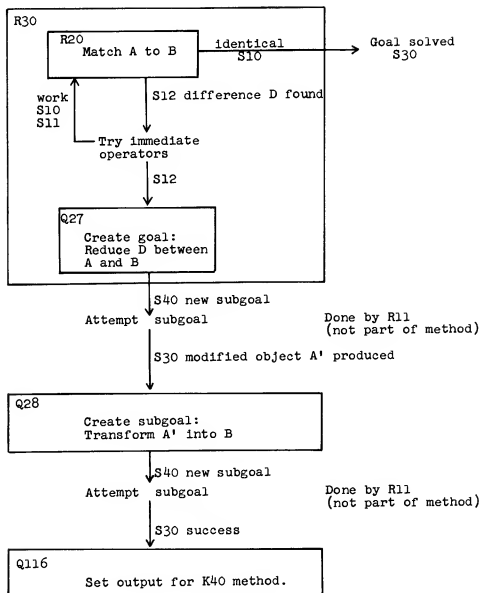 R30
R20
Match A to B
identical
S10
Goal solved
S30
work
S10
S11
S12 difference D found
Try immediate
operators
S12
Q27
Create goal:
Reduce D between
A and B
S40 new subgoal
Attempt subgoal
Done by R11
(not part of method)
S30 modified object A' produced
Q28
Create subgoal:
Transform A' into B
S40 new subgoal
Attempt subgoal
Done by R11
(not part of method)
S30 success
Q116
Set output for K40 method.